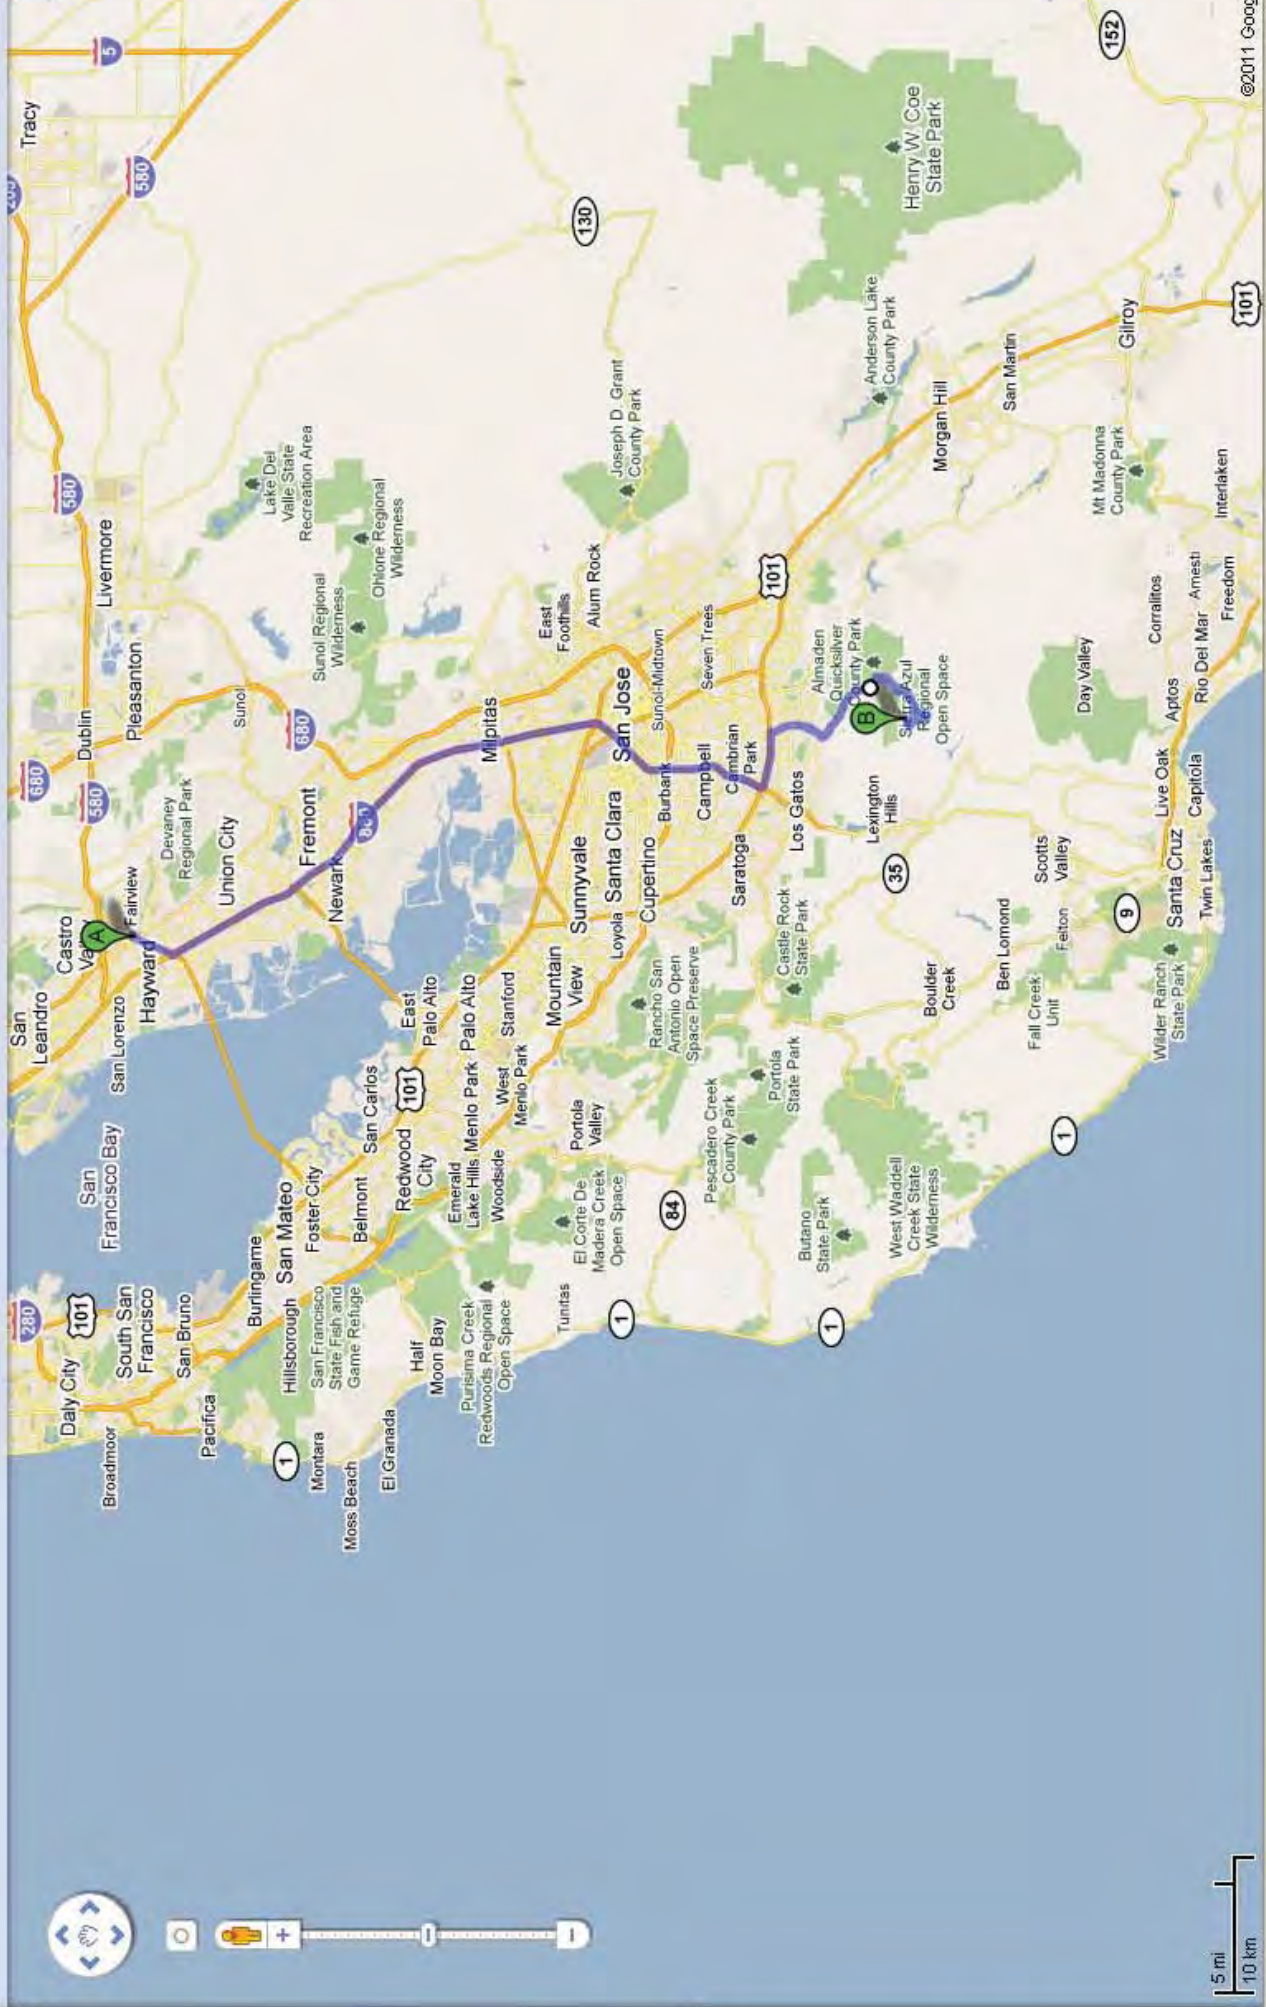 280
San
Leandro
680
205
Tracy
Daly City
101
Castro
Valley
A
580
Dublin
580
5
Broadmoor
San
Francisco Bay
San Lorenzo
Livermore
South San
Francisco
Hayward
Fairview
Pleasanton
580
San Bruno
Devaney
Regional Park
Pacifica
Union City
Sunol
Burlingame
Lake Del
Valle State
Recreation Area
1
San Mateo
Hillsborough
Fremont
680
Montara
San Francisco
State Fish and
Game Refuge
Foster City
Newark
Sunol Regional
Wilderness
Moss Beach
Belmont
San Carlos
880
Ohlone Regional
Wilderness
El Granada
Redwood
City
101
East
Palo Alto
Half
Moon Bay
Emerald
Lake Hills
Menlo Park
Palo Alto
Purisima Creek
Redwoods Regional
Open Space
Woodside
West
Menlo Park
Stanford
Milpitas
Tunitas
El Corte De
Madera Creek
Open Space
Portola
Valley
Mountain
View
Sunnyvale
East
Foothills
Alum Rock
130
1
Loyola
Santa Clara
San Jose
Joseph D. Grant
County Park
84
Rancho San
Antonio Open
Space Preserve
Cupertino
Burbank
Sunol-Midtown
Pescadero Creek
County Park
Campbell
Seven Trees
Saratoga
Cambrian
Park
101
Portola
State Park
Castle Rock
State Park
Los Gatos
1
Butano
State Park
Almaden
Quicksilver
County Park
B
Lexington
Hills
35
Anderson Lake
County Park
West Waddell
Creek State
Wilderness
Sierra Azul
Regional
Open Space
Henry W. Coe
State Park
Boulder
Creek
Morgan Hill
Ben Lomond
San Martin
Fall Creek
Unit
Scotts
Valley
1
Felton
Day Valley
Mt Madonna
County Park
152
9
Gilroy
Wilder Ranch
State Park
Santa Cruz
Live Oak
Aptos
Corralitos
Twin Lakes
Capitola
Rio Del Mar
Amesti
Freedom
Interlaken
101
5 mi
10 km
©2011 Goog